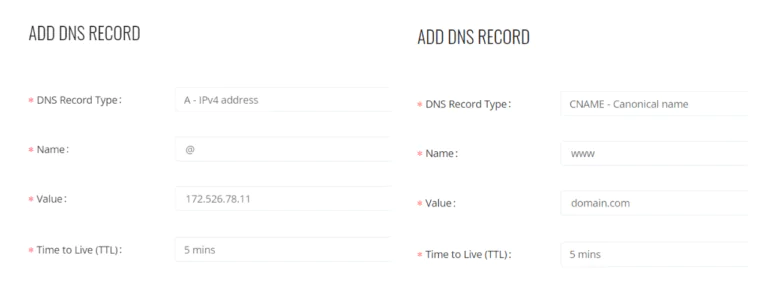 ADD DNS RECORD
* DNS Record Type:
A - IPv4 address
* Name:
@
* Value:
172.526.78.11
* Time to Live (TTL):
5 mins
ADD DNS RECORD
* DNS Record Type:
CNAME - Canonical name
* Name:
www
* Value:
domain.com
* Time to Live (TTL):
5 mins